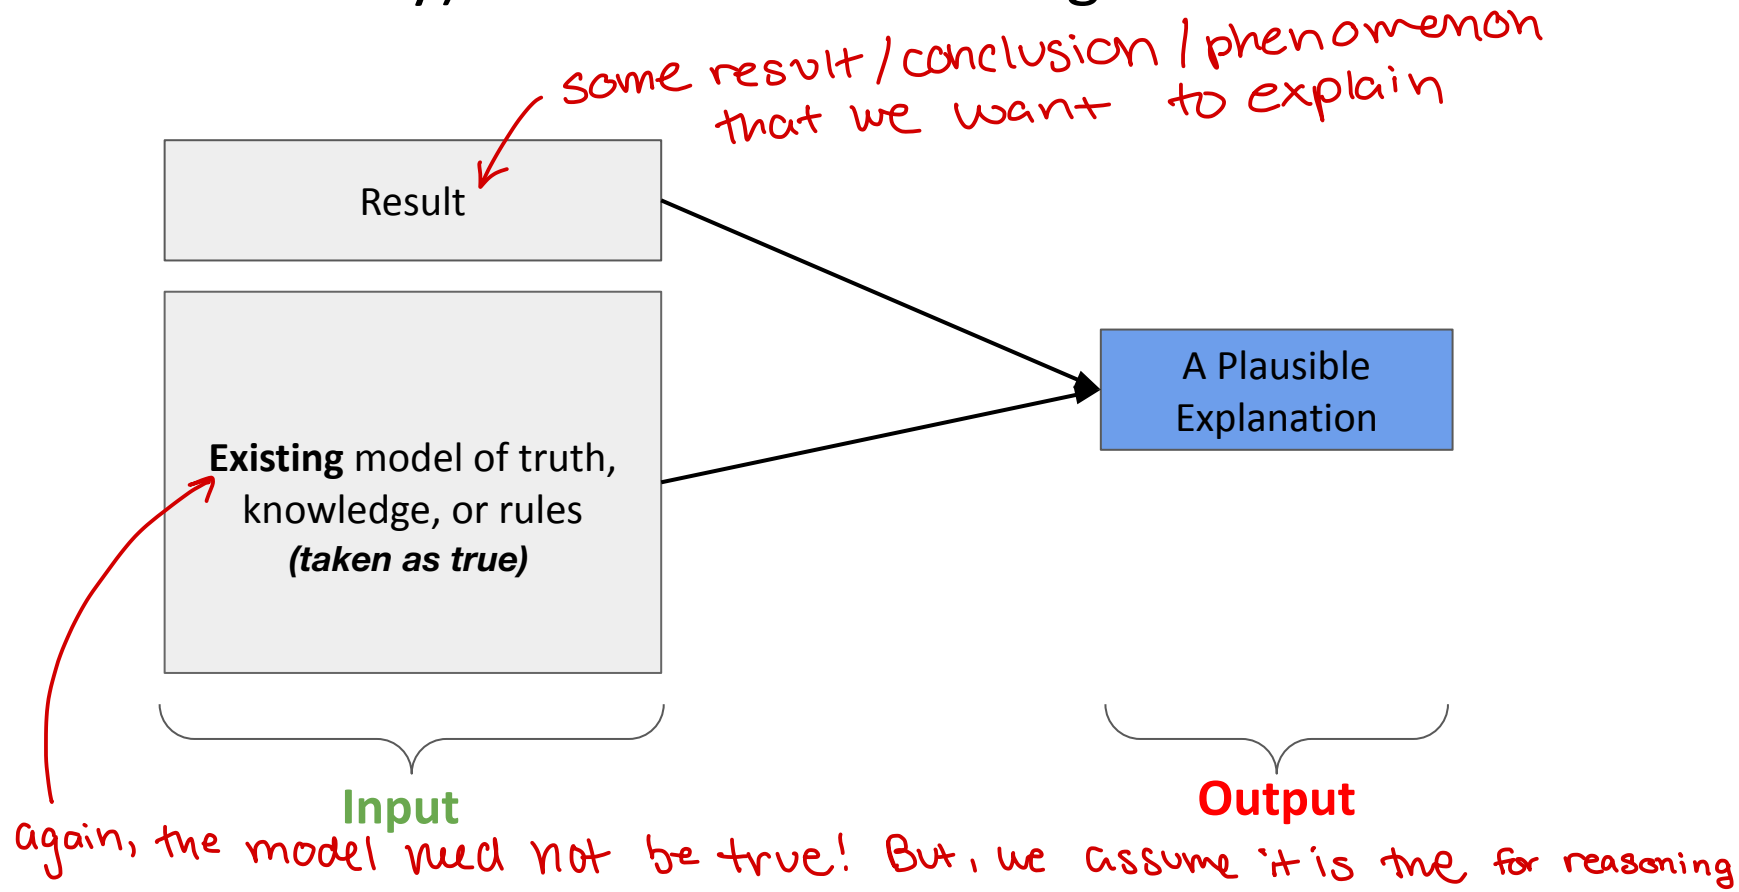 some result/conclusion/phenomenon
that we want to explain
Result
A Plausible
Explanation
Existing model of truth,
knowledge, or rules
(taken as true)
Input
Output
again, the model need not be true! But, we assume it is true for reasoning